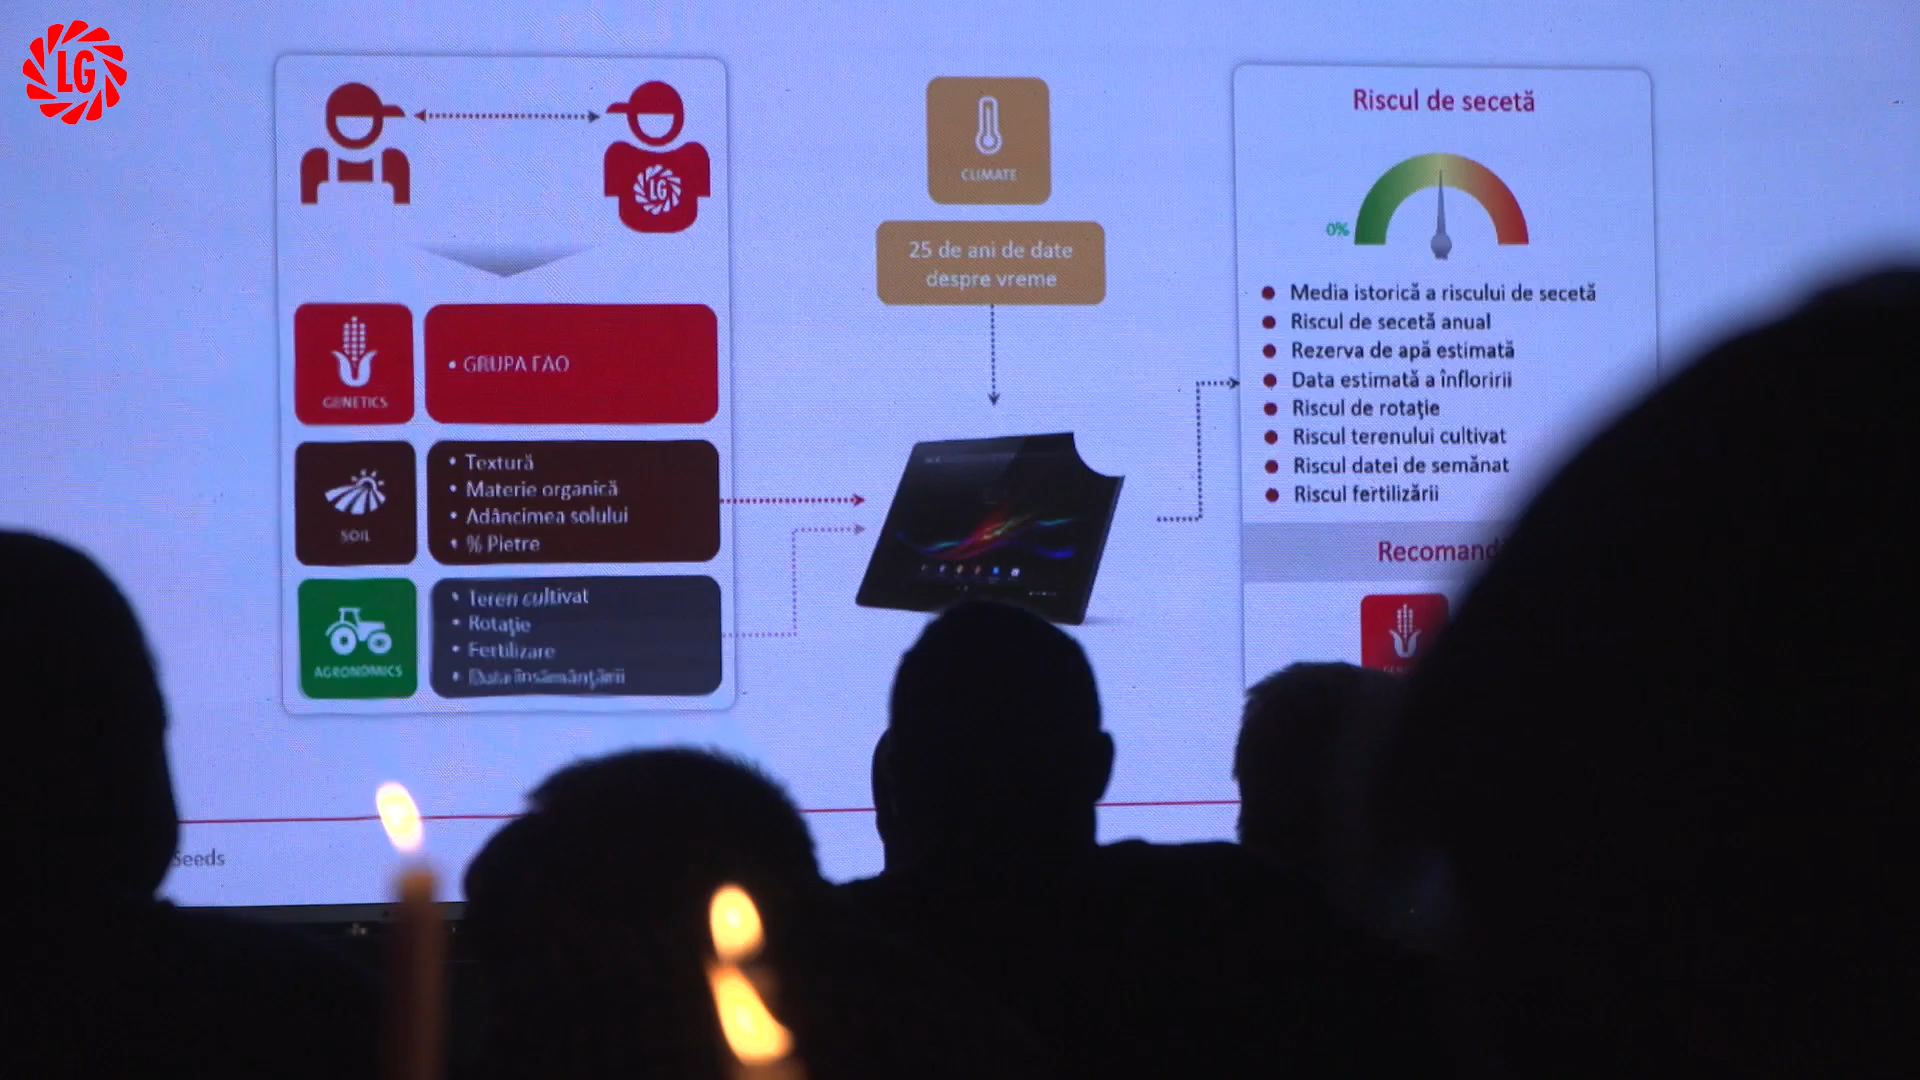 LG
LG
GENETICS
• GRUPA FAO
SOIL
• Textură
• Materie organică
• Adâncimea solului
• % Pietre
AGRONOMICS
• Teren cultivat
• Rotaţie
• Fertilizare
• Data însămânţării
CLIMATE
25 de ani de date
despre vreme
Riscul de secetă
0%
• Media istorică a riscului de secetă
• Riscul de secetă anual
• Rezerva de apă estimată
• Data estimată a înfloririi
• Riscul de rotaţie
• Riscul terenului cultivat
• Riscul datei de semănat
• Riscul fertilizării
Recomand
Seeds